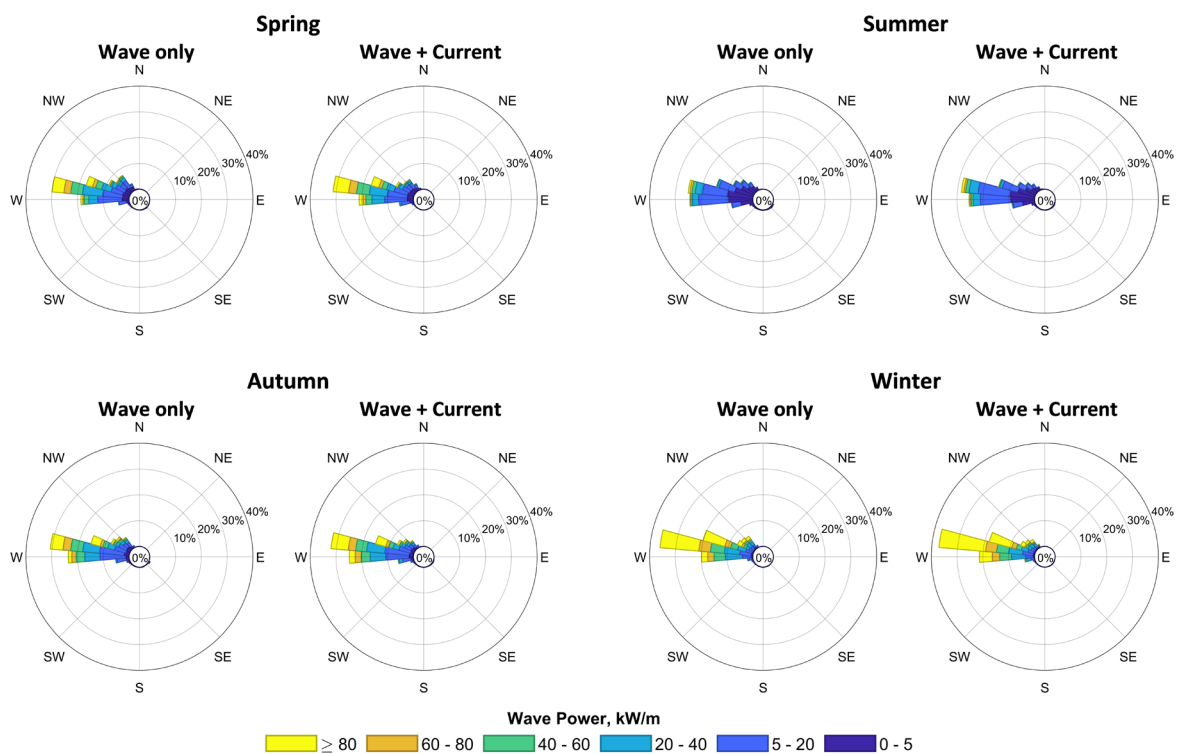 Spring
Summer
Wave only
Wave + Current
Wave only
Wave + Current
N
N
N
N
NW
NE
NW
NE
NW
NE
NW
NE
40%
30%
20%
10%
0%
40%
30%
20%
10%
0%
40%
30%
20%
10%
0%
40%
30%
20%
10%
0%
W
E
W
E
W
E
W
E
SW
SE
SW
SE
SW
SE
SW
SE
S
S
S
S
Autumn
Winter
Wave only
Wave + Current
Wave only
Wave + Current
N
N
N
N
NW
NE
NW
NE
NW
NE
NW
NE
40%
30%
20%
10%
0%
40%
30%
20%
10%
0%
40%
30%
20%
10%
0%
40%
30%
20%
10%
0%
W
E
W
E
W
E
W
E
SW
SE
SW
SE
SW
SE
SW
SE
S
S
S
S
Wave Power, kW/m
≥ 80
60 - 80
40 - 60
20 - 40
5 - 20
0 - 5